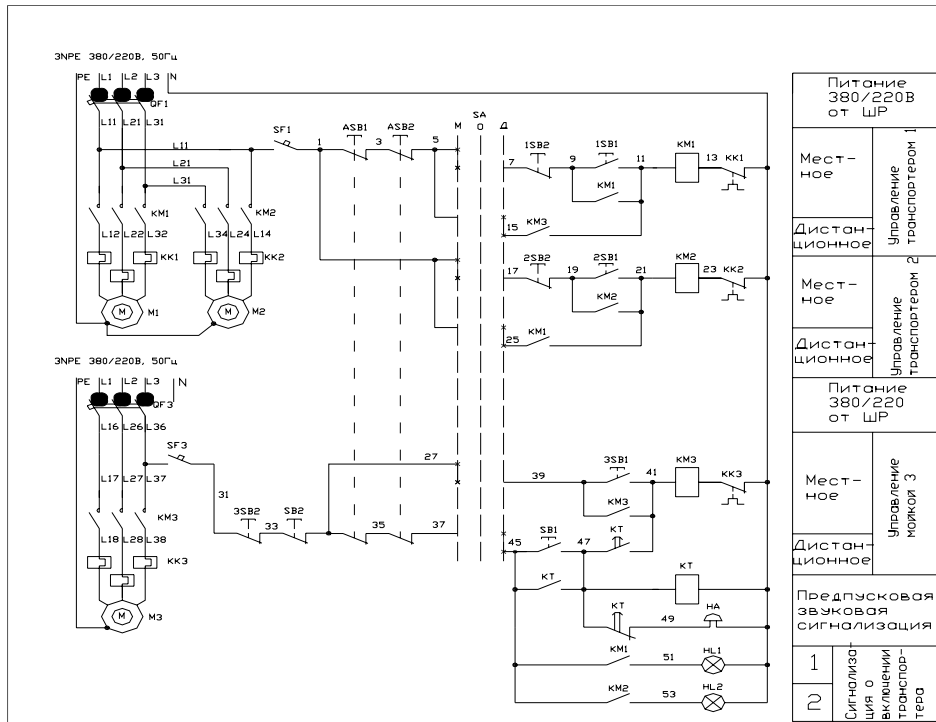 3NPE 380/220В, 50Гц
PE L1 L2 L3 N
QF1
L11 L21 L31
L11
L21
L31
KM1
KM2
L12 L22 L32
L34 L24 L14
KK1
KK2
M M1
M M2
SF1
1
ASB1
3
ASB2
5
М
SA
О
Д
7
1SB2
9
1SB1
11
KM1
13
KK1
KM1
15
KM3
17
2SB2
19
2SB1
21
KM2
23
KK2
KM2
25
KM1
3NPE 380/220В, 50Гц
PE L1 L2 L3 N
QF3
L16 L26 L36
SF3
L17 L27 L37
KM3
L18 L28 L38
KK3
M M3
31
3SB2
33
SB2
27
35
37
39
3SB1
41
KM3
KK3
KM3
45
SB1
47
KT
KT
KT
KT
49
HA
KM1
51
HL1
KM2
53
HL2
Питание
380/220В
от ШР
Мест-
ное
Дистан-
ционное
Управление
транспортером 1
Мест-
ное
Дистан-
ционное
Управление
транспортером 2
Питание
380/220
от ШР
Мест-
ное
Дистан-
ционное
Управление
мойкой 3
Предпусковая
звуковая
сигнализация
1
2
Сигнализа-
ция о
включении
транспор-
тера